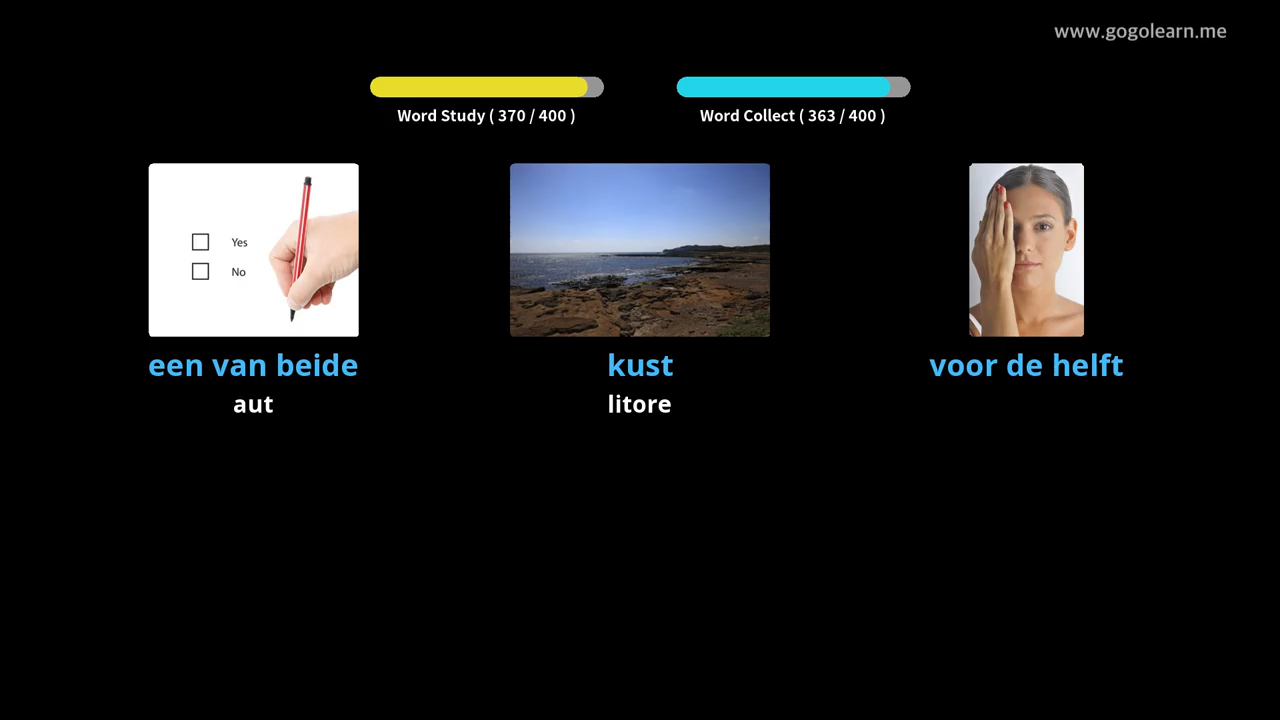 www.gogolearn.me
Word Study ( 370 / 400 )
Word Collect ( 363 / 400 )
Yes
No
een van beide
aut
kust
litore
voor de helft